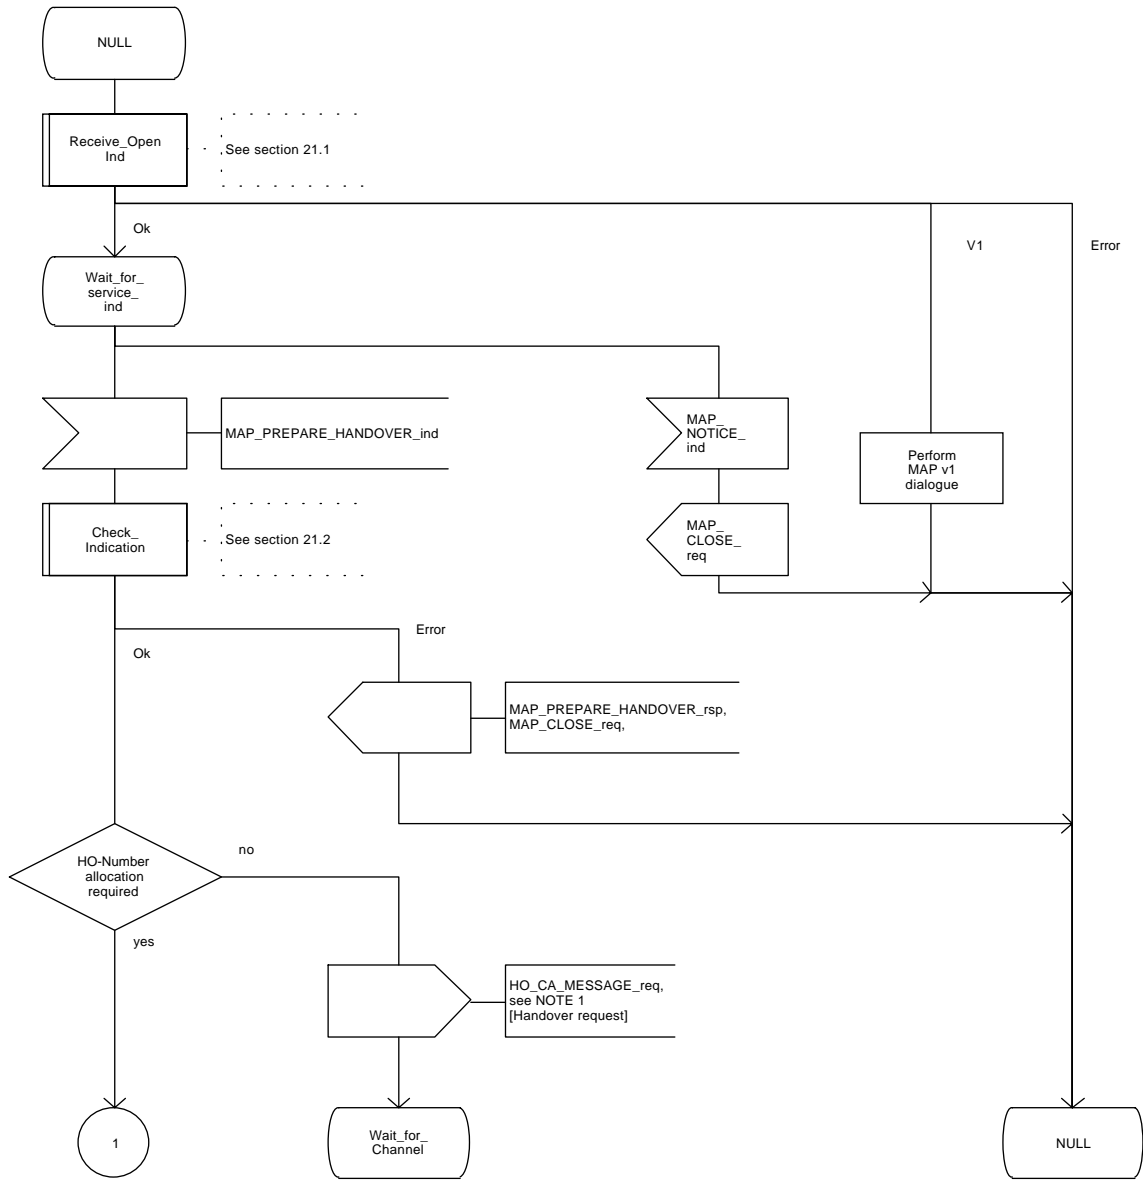 NULL
Receive_Open
Ind
See section 21.1
Ok
V1
Error
Wait_for_
service_
ind
MAP_PREPARE_HANDOVER_ind
MAP_
NOTICE_
ind
Perform
MAP v1
dialogue
Check_
Indication
See section 21.2
MAP_
CLOSE_
req
Error
Ok
MAP_PREPARE_HANDOVER_rsp,
MAP_CLOSE_req,
HO-Number
allocation
required
no
yes
HO_CA_MESSAGE_req,
see NOTE 1
[Handover request]
1
Wait_for_
Channel
NULL